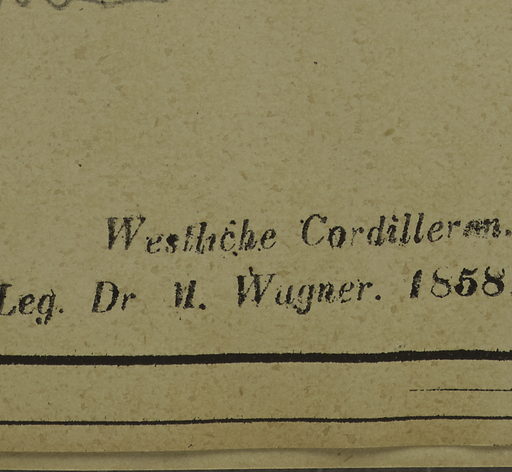 Westliche Cordilleren.
Leg. Dr M. Wagner. 1858.